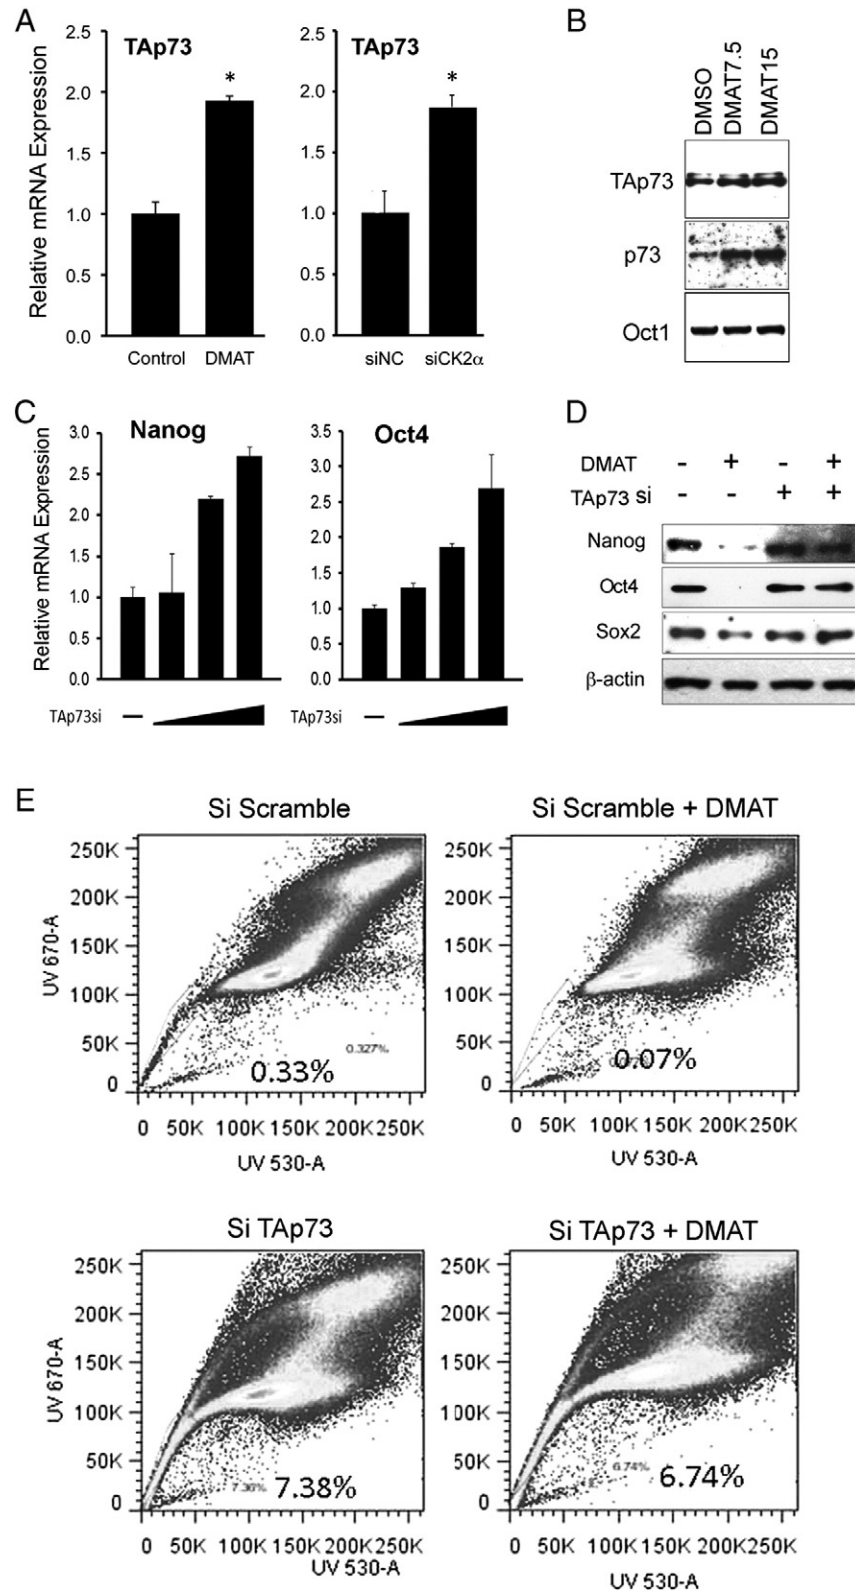 A
TAp73
TAp73
Relative mRNA Expression
2.5
2.0
1.5
1.0
0.5
0.0
*
Control DMAT
2.5
2.0
1.5
1.0
0.5
0.0
*
siNC siCK2α
B
DMSO
DMAT7.5
DMAT15
TAp73
p73
Oct1
C
Nanog
Relative mRNA Expression
3.0
2.5
2.0
1.5
1.0
0.5
0.0
TAp73si –
Oct4
3.5
3.0
2.5
2.0
1.5
1.0
0.5
0.0
TAp73si –
D
DMAT - + - +
TAp73 si - - + +
Nanog
Oct4
Sox2
β-actin
E
Si Scramble
UV 670-A
250K
200K
150K
100K
50K
0
0.327%
0.33%
0 50K 100K 150K 200K 250K
UV 530-A
Si Scramble + DMAT
250K
200K
150K
100K
50K
0
0.07%
0 50K 100K 150K 200K 250K
UV 530-A
Si TAp73
UV 670-A
250K
200K
150K
100K
50K
0
7.38%
0 50K 100K 150K 200K 250K
UV 530-A
Si TAp73 + DMAT
250K
200K
150K
100K
50K
0
6.74%
6.74%
0 50K 100K 150K 200K 250K
UV 530-A